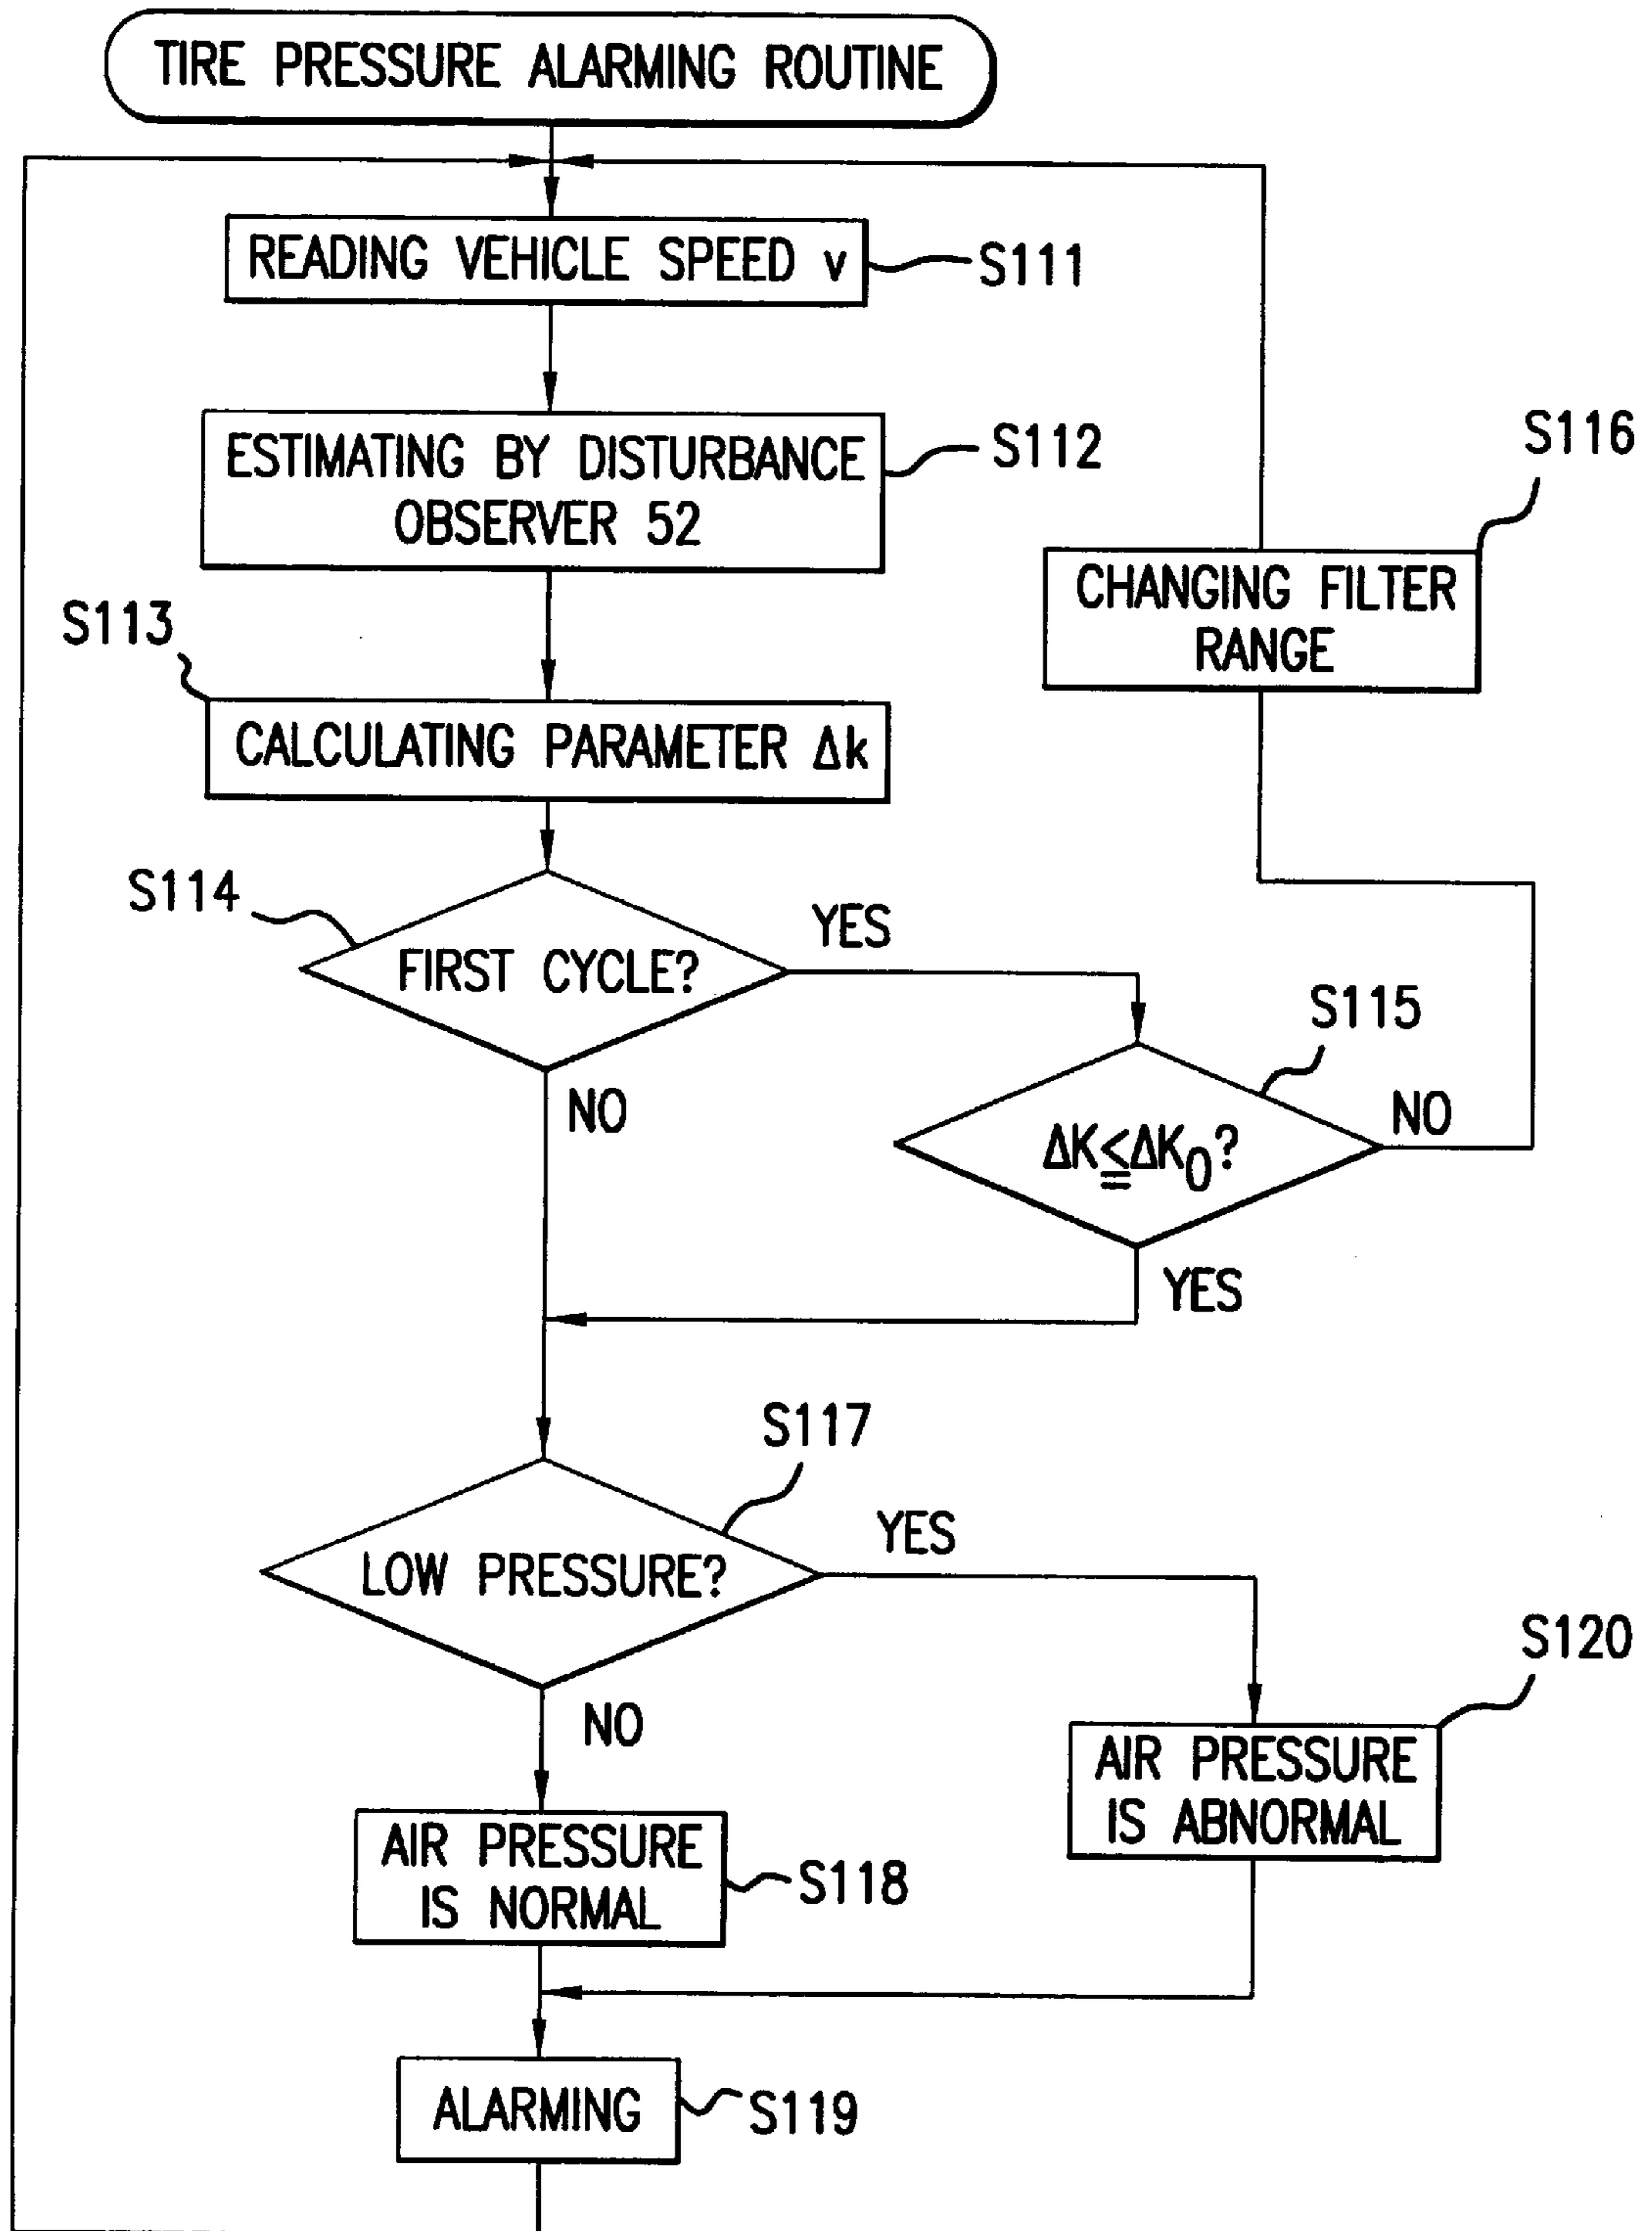 TIRE PRESSURE ALARMING ROUTINE
READING VEHICLE SPEED v
S111
ESTIMATING BY DISTURBANCE
OBSERVER 52
S112
S116
CHANGING FILTER
RANGE
S113
CALCULATING PARAMETER Δk
S114
FIRST CYCLE?
YES
NO
S115
ΔK≦ΔK₀?
NO
YES
S117
LOW PRESSURE?
YES
NO
S120
AIR PRESSURE
IS ABNORMAL
AIR PRESSURE
IS NORMAL
S118
ALARMING
S119